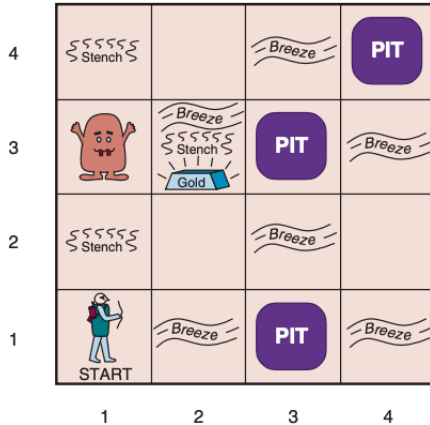 4 Stench Breeze PIT
Breeze
3 Stench PIT Breeze
Gold
2 Stench Breeze
1 Breeze PIT Breeze
START
1 2 3 4